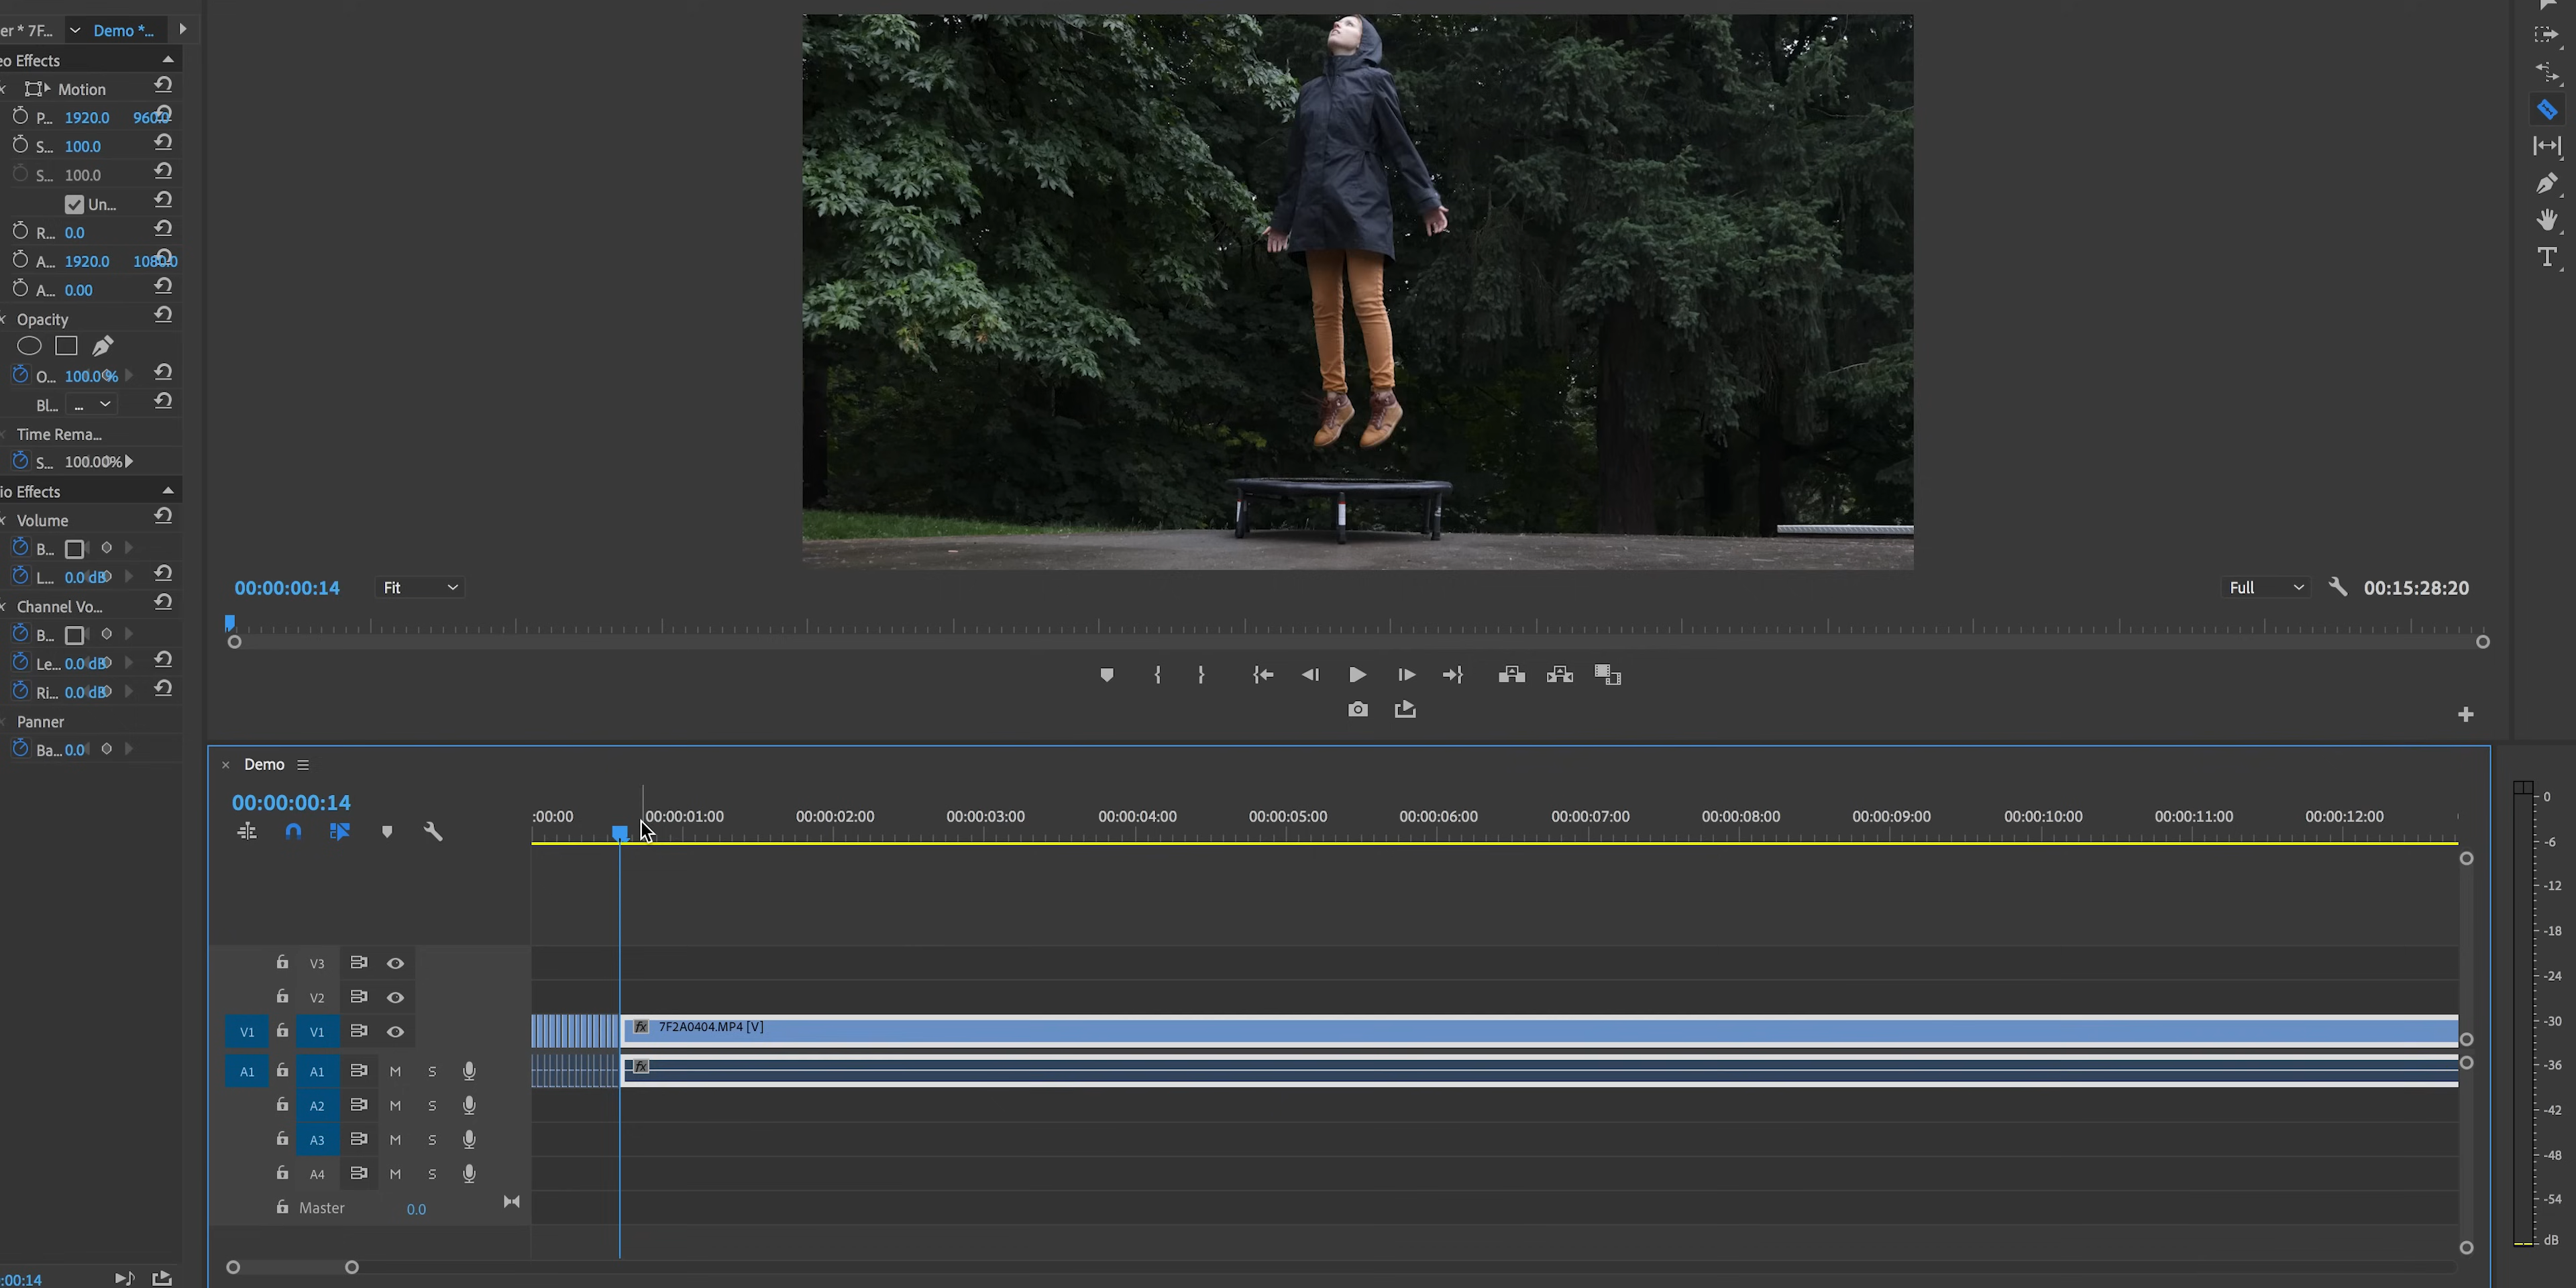 er * 7F... Demo *...
eo Effects
Motion
P... 1920.0 960.0
S... 100.0
S... 100.0
Un...
R... 0.0
A... 1920.0 1080.0
A... 0.00
Opacity
O... 100.0 %
Bl... ...
Time Rema...
S... 100.00%
io Effects
Volume
B...
L... 0.0 dB
Channel Vo...
B...
Le... 0.0 dB
Ri... 0.0 dB
Panner
Ba... 0.0
:00:14
00:00:00:14 Fit Full 00:15:28:20
× Demo
00:00:00:14
:00:00 00:00:01:00 00:00:02:00 00:00:03:00 00:00:04:00 00:00:05:00 00:00:06:00 00:00:07:00 00:00:08:00 00:00:09:00 00:00:10:00 00:00:11:00 00:00:12:00
V3
V2
V1 V1 fx 7F2A0404.MP4 [V]
A1 A1 M S fx
A2 M S
A3 M S
A4 M S
Master 0.0
T
0
-6
-12
-18
-24
-30
-36
-42
-48
-54
dB